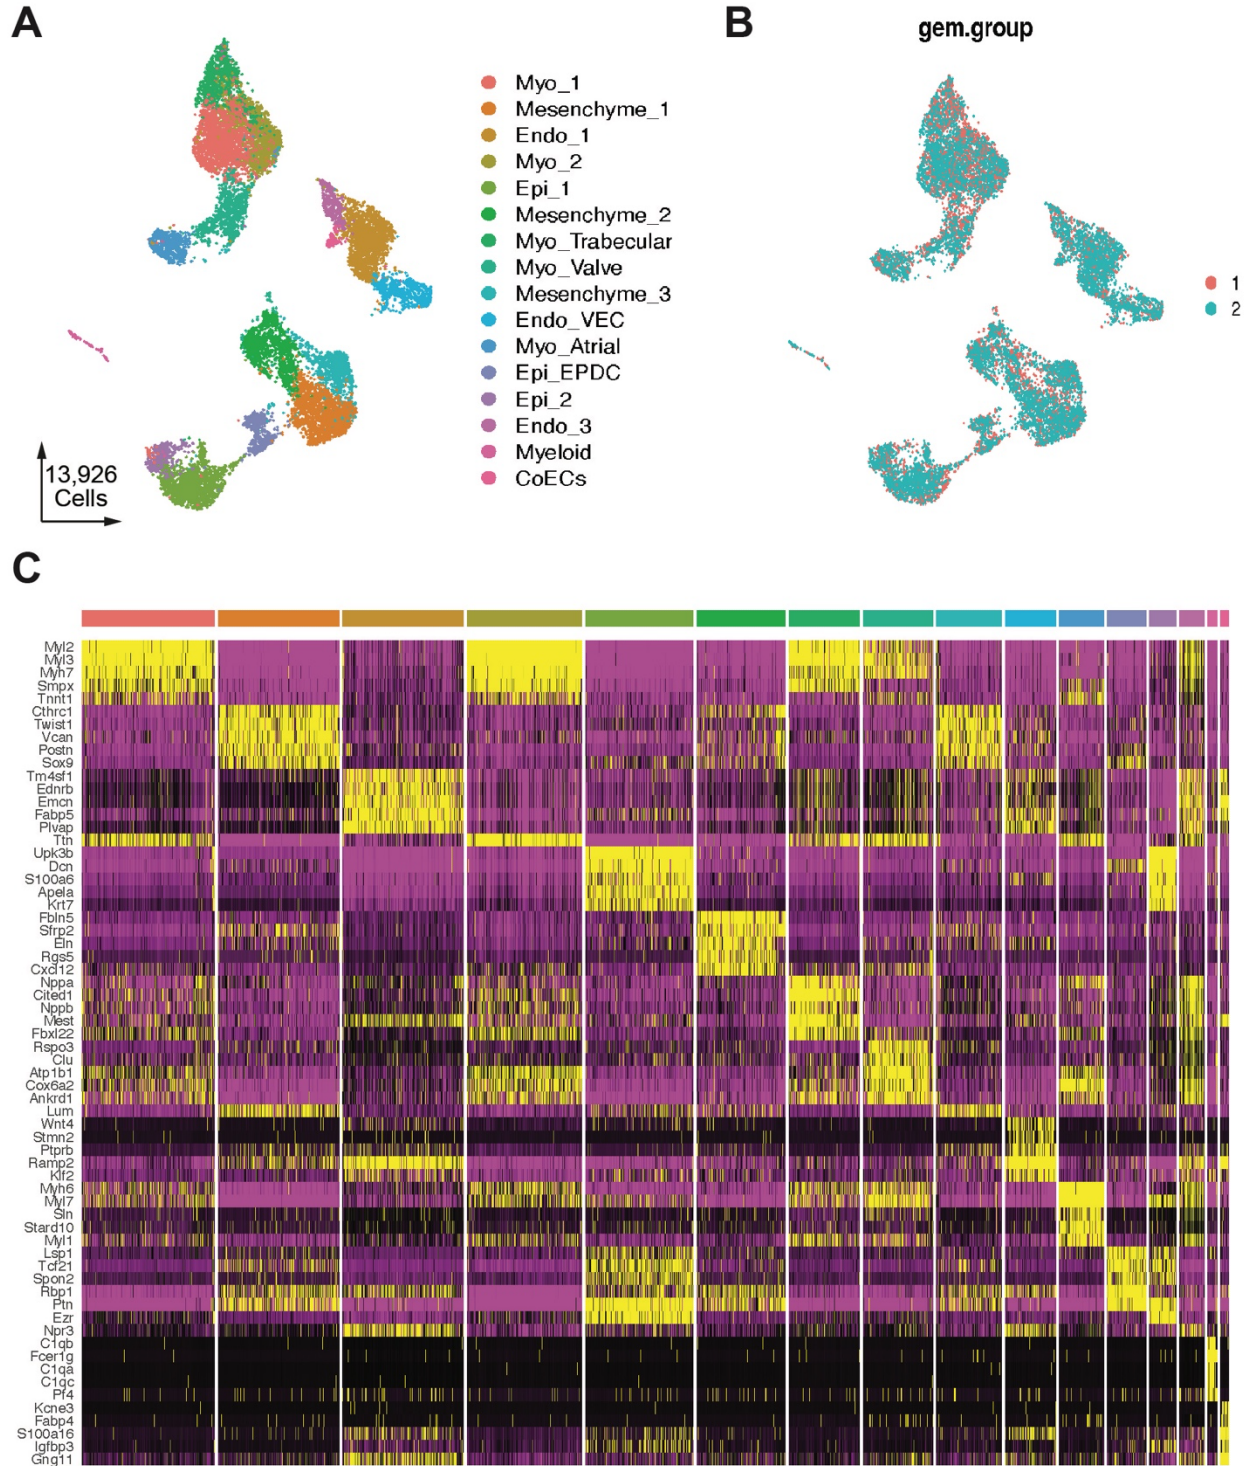 A
Myo_1
Mesenchyme_1
Endo_1
Myo_2
Epi_1
Mesenchyme_2
Myo_Trabecular
Myo_Valve
Mesenchyme_3
Endo_VEC
Myo_Atrial
Epi_EPDC
Epi_2
Endo_3
Myeloid
CoECs
13,926
Cells
B
gem.group
1
2
C
Myl2
Myl3
Myh7
Smpx
Tnnt1
Cthrc1
Twist1
Vcan
Postn
Sox9
Tm4sf1
Ednrb
Emcn
Fabp5
Plvap
Ttn
Upk3b
Dcn
S100a6
Apela
Krt7
Fbln5
Sfrp2
Eln
Rgs5
Cxcl12
Nppa
Cited1
Nppb
Mest
Fbxl22
Rspo3
Clu
Atp1b1
Cox6a2
Ankrd1
Lum
Wnt4
Stmn2
Ptprb
Ramp2
Klf2
Myh6
Myl7
Sln
Stard10
Myl1
Lsp1
Tcf21
Spon2
Rbp1
Ptn
Ezr
Npr3
C1qb
Fcer1g
C1qa
C1qc
Pf4
Kcne3
Fabp4
S100a16
Igfbp3
Gng11